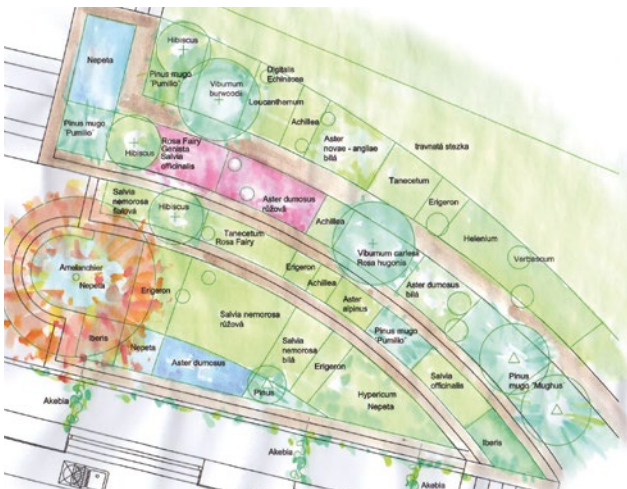 Hibiscus
Nepeta
Pinus mugo
'Pumilio'
Viburnum
burwoodii
Digitalis
Echinacea
Leucanthemum
Achillea
Aster
novae - angliae
bílá
travnatá stezka
Pinus mugo
'Pumilio'
Hibiscus
Rosa Fairy
Genista
Salvia
officinalis
Tanecetum
Erigeron
Helenium
Verbascum
Salvia
nemorosa
fialová
Hibiscus
Aster dumosus
růžová
Achillea
Tanecetum
Rosa Fairy
Viburnum carlesii
Rosa hugonis
Amelanchier
Nepeta
Erigeron
Erigeron
Achillea
Aster
alpinus
Aster dumosus
bílá
Salvia nemorosa
růžová
Pinus mugo
'Pumilio'
Iberis
Nepeta
Aster dumosus
Salvia
nemorosa
bílá
Erigeron
Pinus
Salvia
officinalis
Pinus
mugo 'Mughus
Hypericum
Nepeta
Akebia
Iberis
Akebia
Akebia